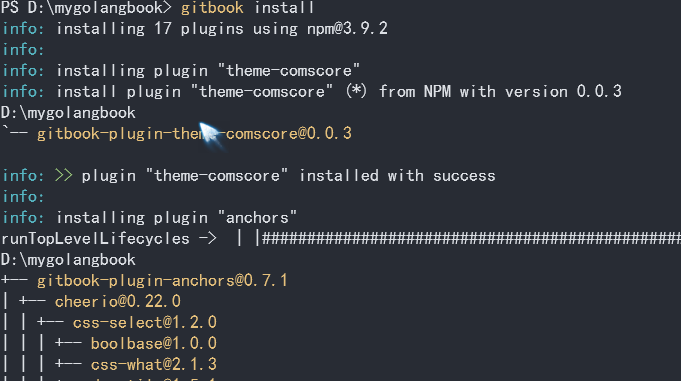 PS D:\mygolangbook> gitbook install
info: installing 17 plugins using npm@3.9.2
info:
info: installing plugin "theme-comscore"
info: install plugin "theme-comscore" (*) from NPM with version 0.0.3
D:\mygolangbook
`-- gitbook-plugin-theme-comscore@0.0.3
info: >> plugin "theme-comscore" installed with success
info:
info: installing plugin "anchors"
runTopLevelLifecycles -> | |################################################
D:\mygolangbook
+-- gitbook-plugin-anchors@0.7.1
| +-- cheerio@0.22.0
| | +-- css-select@1.2.0
| | | +-- boolbase@1.0.0
| | | +-- css-what@2.1.3